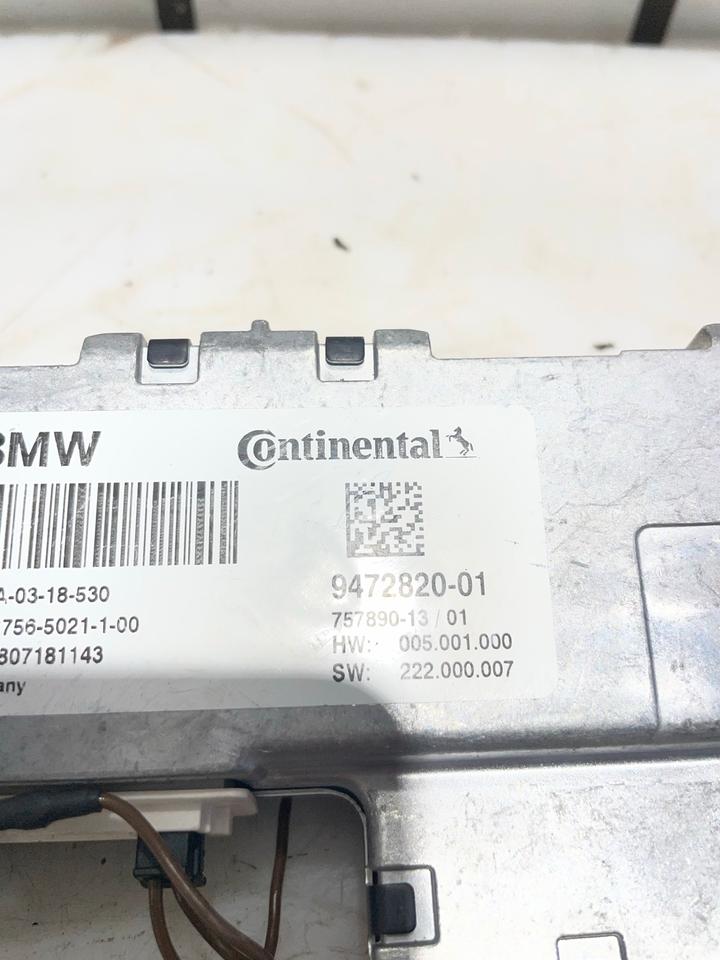 BMW
Continental
A-03-18-530
756-5021-1-00
807181143
any
9472820-01
757890-13 / 01
HW: 005.001.000
SW: 222.000.007